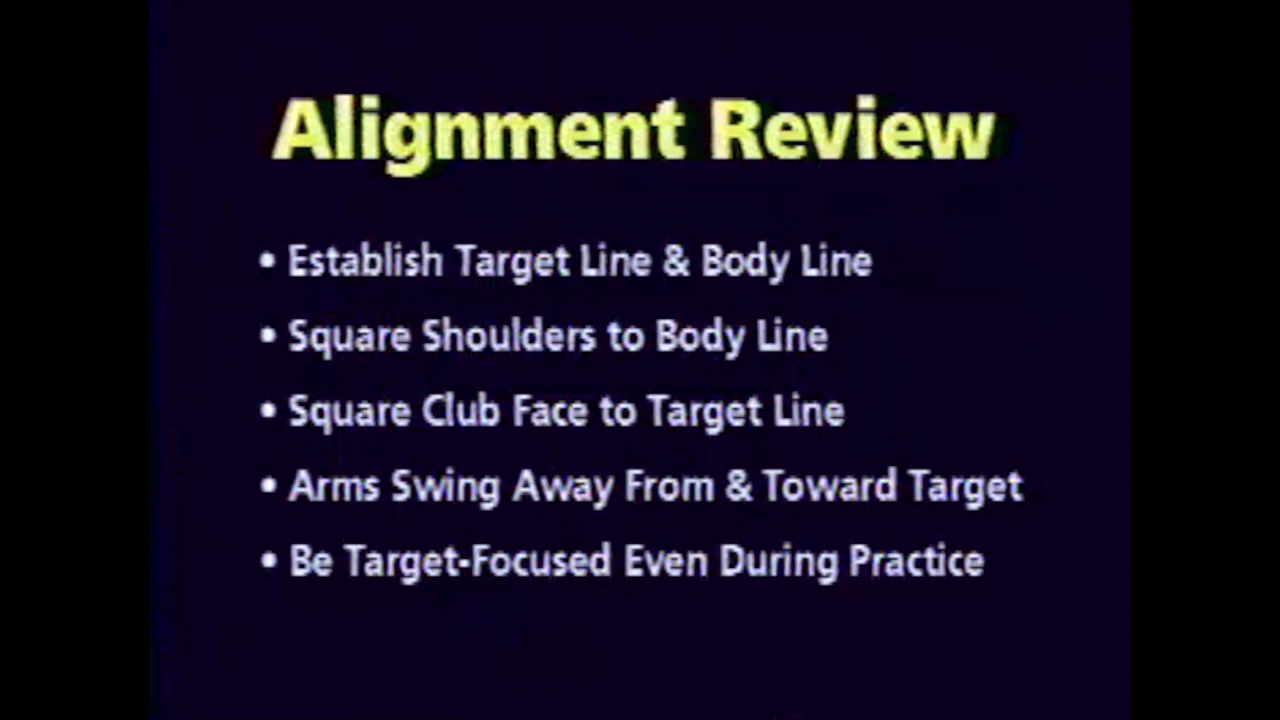 Alignment Review
• Establish Target Line & Body Line
• Square Shoulders to Body Line
• Square Club Face to Target Line
• Arms Swing Away From & Toward Target
• Be Target-Focused Even During Practice